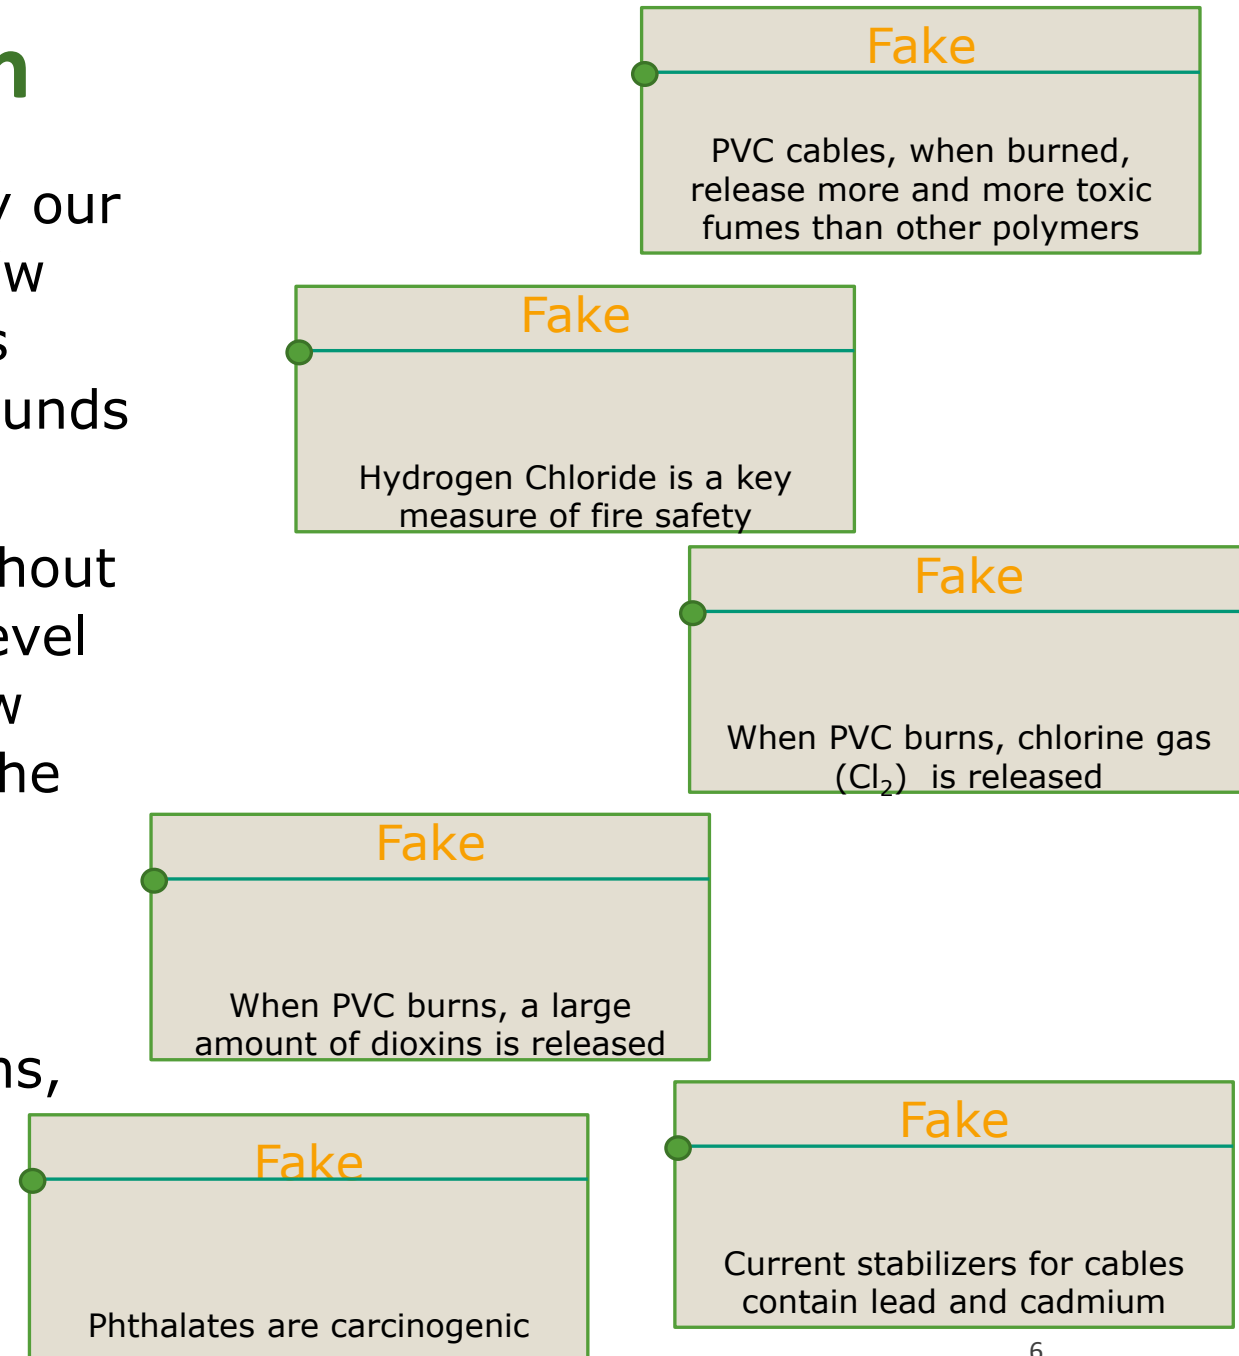 n
Fake
PVC cables, when burned,
release more and more toxic
fumes than other polymers
y our
w
s
unds
Fake
Hydrogen Chloride is a key
measure of fire safety
hout
evel
w
he
Fake
When PVC burns, chlorine gas
(Cl₂) is released
Fake
When PVC burns, a large
amount of dioxins is released
ns,
Fake
Phthalates are carcinogenic
Fake
Current stabilizers for cables
contain lead and cadmium
6